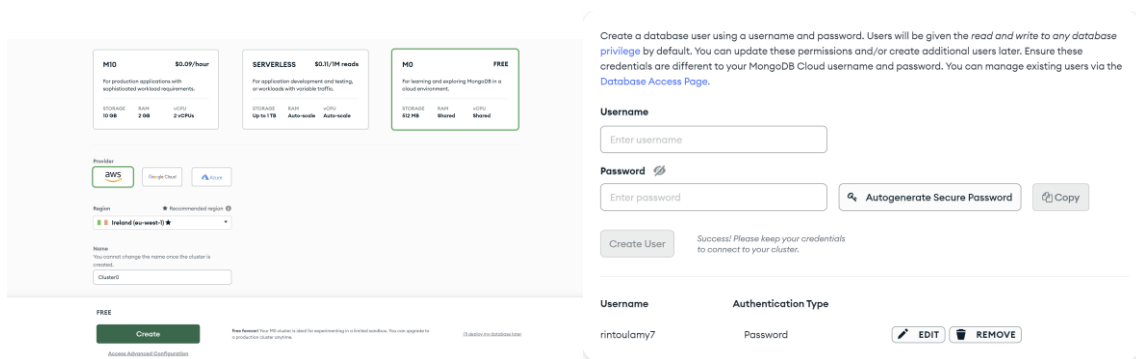 M10 $0.09/hour
For production applications with
sophisticated workload requirements.
STORAGE RAM vCPU
10 GB 2 GB 2 vCPUs
SERVERLESS $0.11/1M reads
For application development and testing,
or workloads with variable traffic.
STORAGE RAM vCPU
Up to 1 TB Auto-scale Auto-scale
M0 FREE
For learning and exploring MongoDB in a
cloud environment.
STORAGE RAM vCPU
512 MB Shared Shared
Provider
aws Google Cloud Azure
Region ★ Recommended region
Ireland (eu-west-1) ★
Name
You cannot change the name once the cluster is
created.
Cluster0
FREE
Create
Free forever! Your M0 cluster is ideal for experimenting in a limited sandbox. You can upgrade to
a production cluster anytime.
I'll deploy my database later
Access Advanced Configuration
Create a database user using a username and password. Users will be given the read and write to any database
privilege by default. You can update these permissions and/or create additional users later. Ensure these
credentials are different to your MongoDB Cloud username and password. You can manage existing users via the
Database Access Page.
Username
Enter username
Password
Enter password Autogenerate Secure Password Copy
Create User
Success! Please keep your credentials
to connect to your cluster.
Username Authentication Type
rintoulamy7 Password EDIT REMOVE